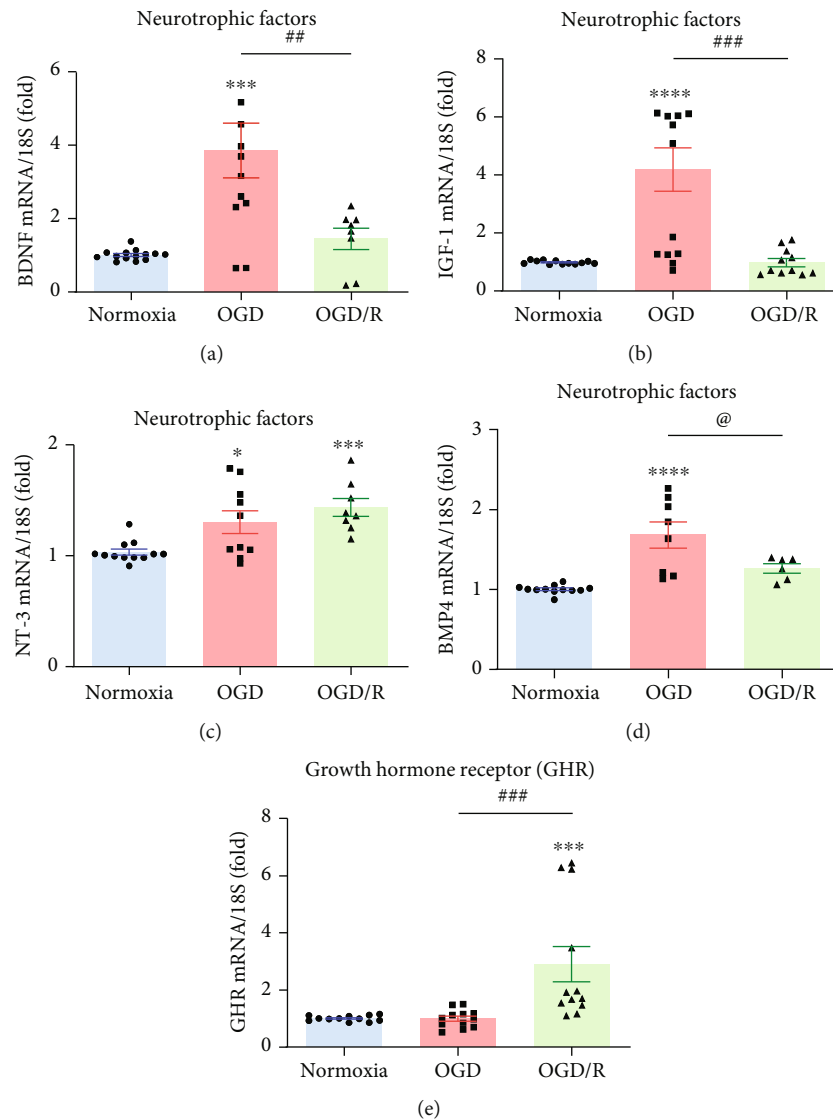 Neurotrophic factors
##
***
BDNF mRNA/18S (fold)
6
4
2
0
Normoxia OGD OGD/R
(a)
Neurotrophic factors
###
****
IGF-1 mRNA/18S (fold)
8
6
4
2
0
Normoxia OGD OGD/R
(b)
Neurotrophic factors
*
***
NT-3 mRNA/18S (fold)
2
1
0
Normoxia OGD OGD/R
(c)
Neurotrophic factors
@
****
BMP4 mRNA/18S (fold)
3
2
1
0
Normoxia OGD OGD/R
(d)
Growth hormone receptor (GHR)
###
***
GHR mRNA/18S (fold)
8
6
4
2
0
Normoxia OGD OGD/R
(e)